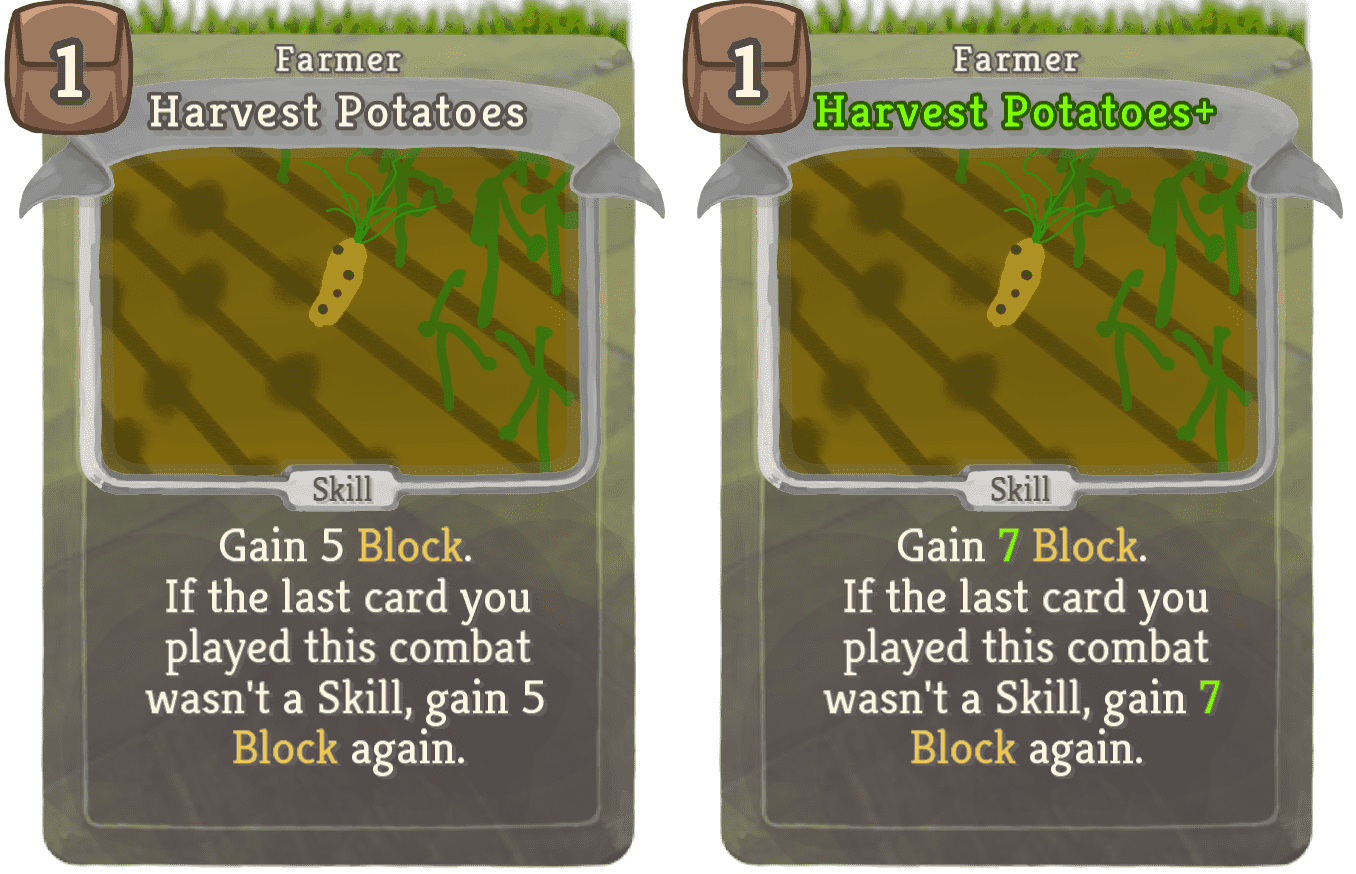 1
Farmer
Harvest Potatoes
Skill
Gain 5 Block.
If the last card you
played this combat
wasn't a Skill, gain 5
Block again.
1
Farmer
Harvest Potatoes+
Skill
Gain 7 Block.
If the last card you
played this combat
wasn't a Skill, gain 7
Block again.